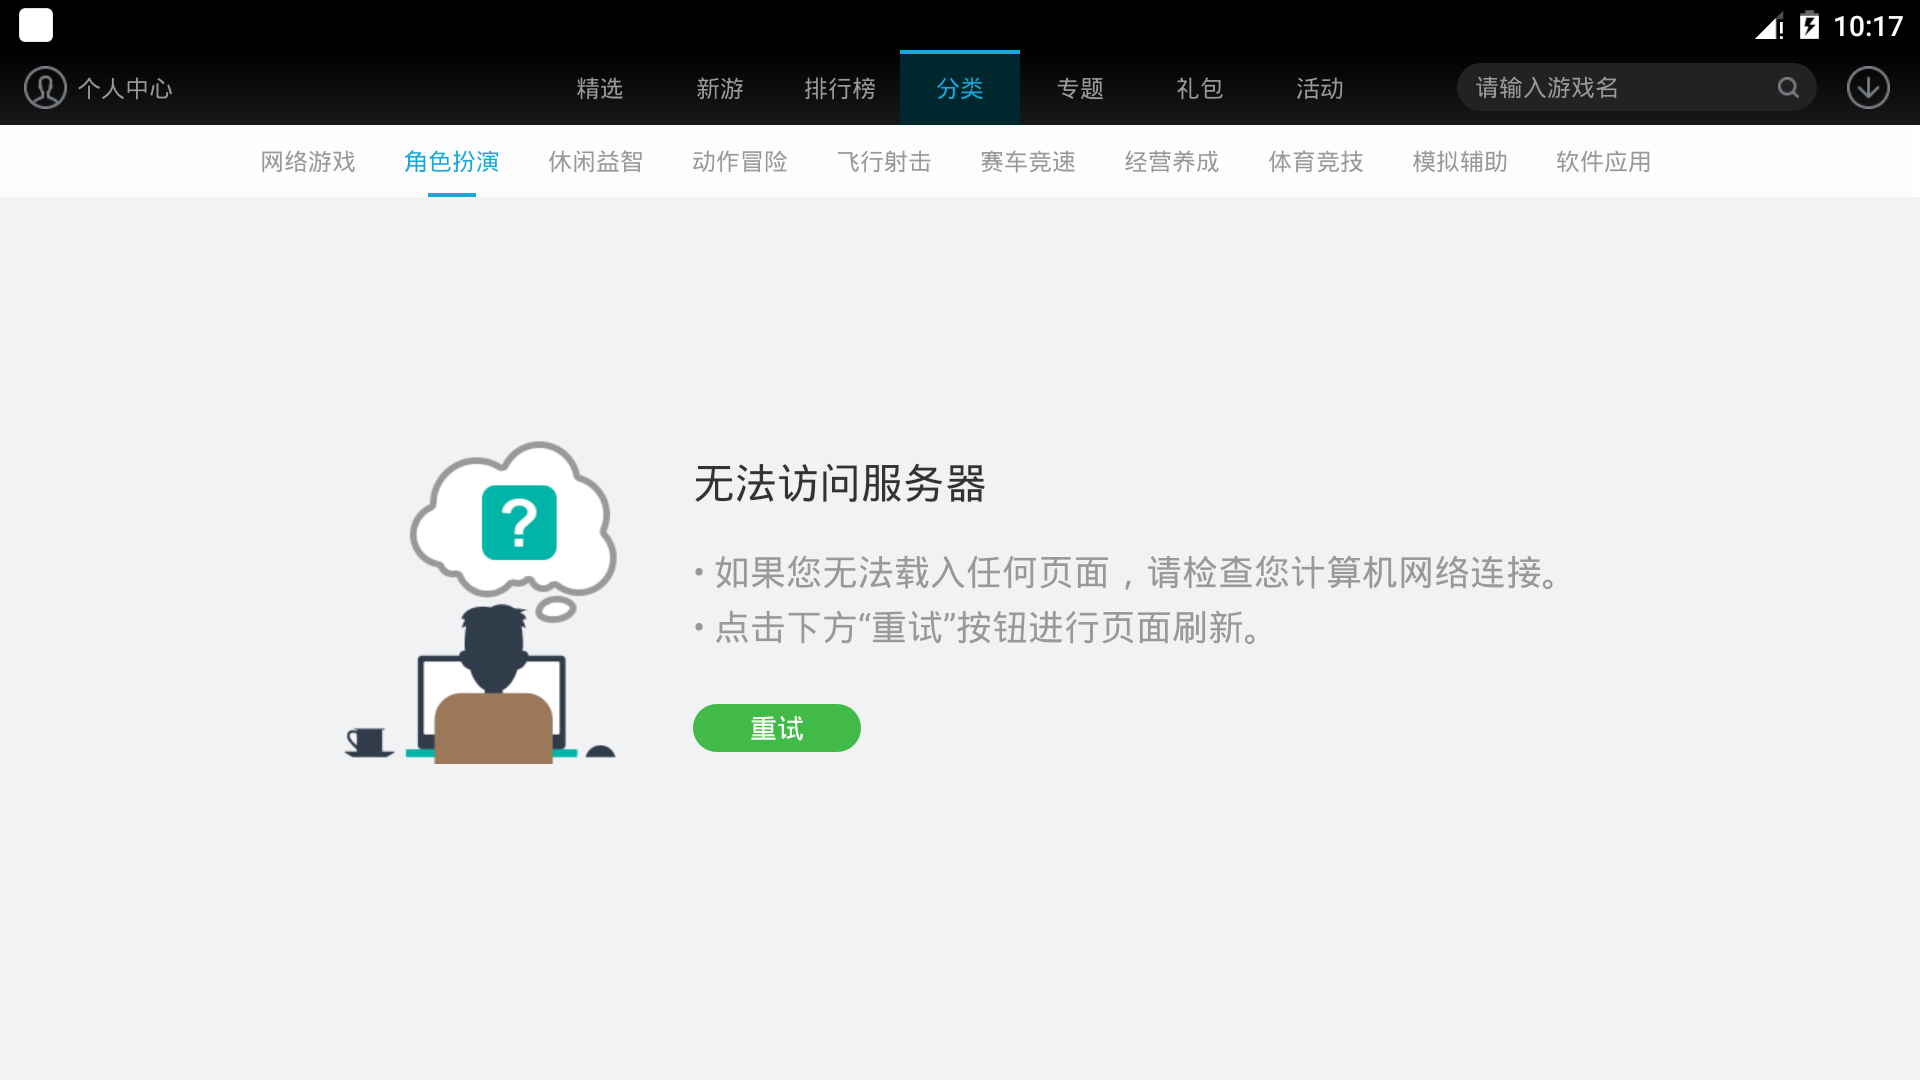 10:17
个人中心
精选
新游
排行榜
分类
专题
礼包
活动
请输入游戏名
网络游戏
角色扮演
休闲益智
动作冒险
飞行射击
赛车竞速
经营养成
体育竞技
模拟辅助
软件应用
?
无法访问服务器
• 如果您无法载入任何页面，请检查您计算机网络连接。
• 点击下方“重试”按钮进行页面刷新。
重试